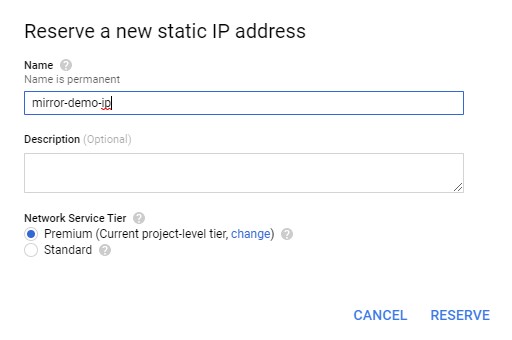 Reserve a new static IP address
Name ?
Name is permanent
mirror-demo-ip
Description (Optional)
Network Service Tier ?
Premium (Current project-level tier, change) ?
Standard ?
CANCEL RESERVE